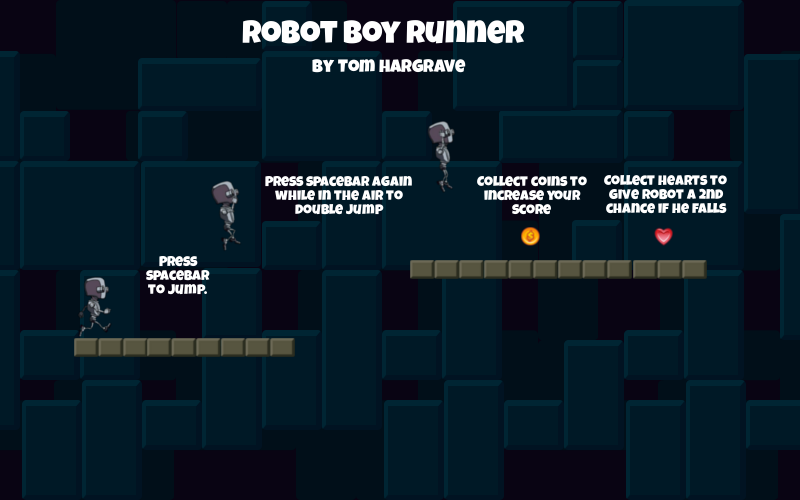 Robot Boy Runner
By Tom Hargrave
Press Spacebar again
while in the air to
double jump
Collect coins to
increase your
score
Collect hearts to
give robot a 2nd
chance if he falls
Press
Spacebar
to jump.